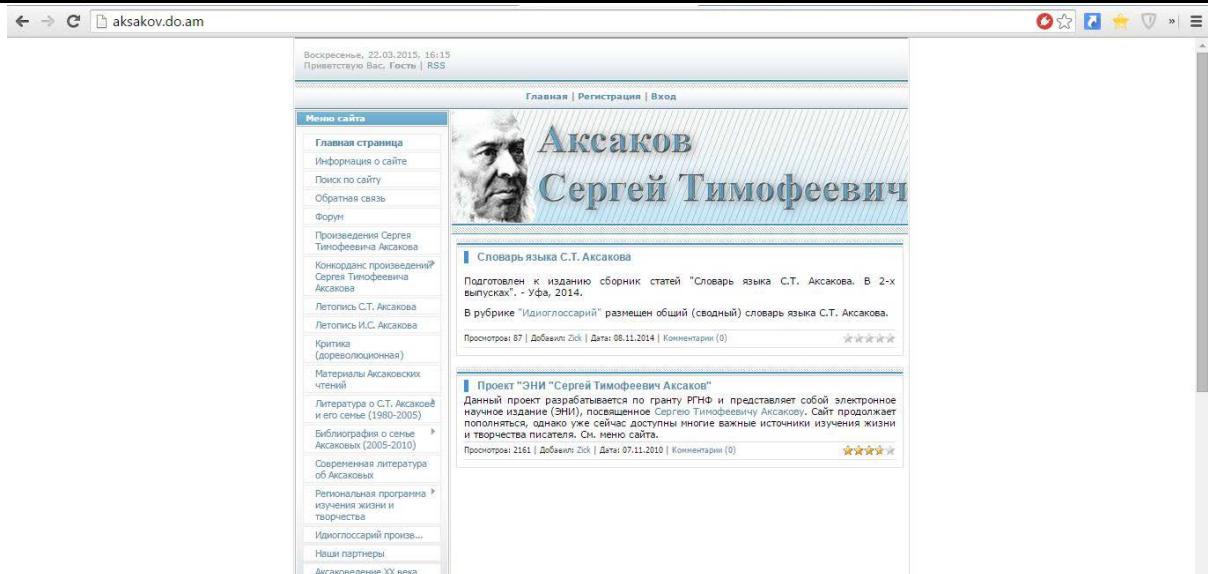 aksakov.do.am
Воскресенье, 22.03.2015, 16:15
Приветствую Вас, Гость | RSS
Главная | Регистрация | Вход
Меню сайта
Главная страница
Информация о сайте
Поиск по сайту
Обратная связь
Форум
Произведения Сергея
Тимофеевича Аксакова
Конкорданс произведений
Сергея Тимофеевича
Аксакова
Летопись С.Т. Аксакова
Летопись И.С. Аксакова
Критика
(дореволюционная)
Материалы Аксаковских
чтений
Литература о С.Т. Аксакове
и его семье (1980-2005)
Библиография о семье
Аксаковых (2005-2010)
Современная литература
об Аксаковых
Региональная программа
изучения жизни и
творчества
Идиоглоссарий произв...
Наши партнеры
Аксаковедение XX века
Аксаков
Сергей Тимофеевич
Словарь языка С.Т. Аксакова
Подготовлен к изданию сборник статей "Словарь языка С.Т. Аксакова. В 2-х
выпусках". - Уфа, 2014.
В рубрике "Идиоглоссарий" размещен общий (сводный) словарь языка С.Т. Аксакова.
Просмотров: 87 | Добавил: Zick | Дата: 08.11.2014 | Комментарии (0)
Проект "ЭНИ "Сергей Тимофеевич Аксаков"
Данный проект разрабатывается по гранту РГНФ и представляет собой электронное
научное издание (ЭНИ), посвященное Сергею Тимофеевичу Аксакову. Сайт продолжает
пополняться, однако уже сейчас доступны многие важные источники изучения жизни
и творчества писателя. См. меню сайта.
Просмотров: 2161 | Добавил: Zick | Дата: 07.11.2010 | Комментарии (0)